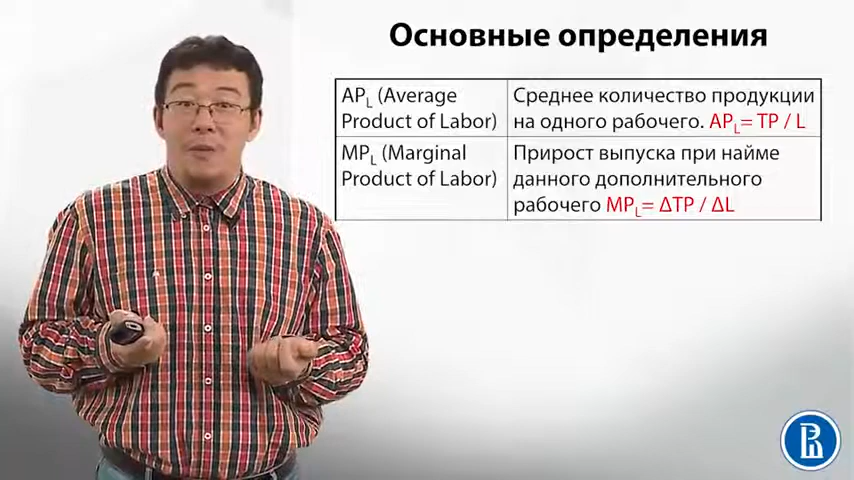 Основные определения
AP_L (Average
Product of Labor)
Среднее количество продукции
на одного рабочего. AP_L= TP / L
MP_L (Marginal
Product of Labor)
Прирост выпуска при найме
данного дополнительного
рабочего MP_L= ΔTP / ΔL